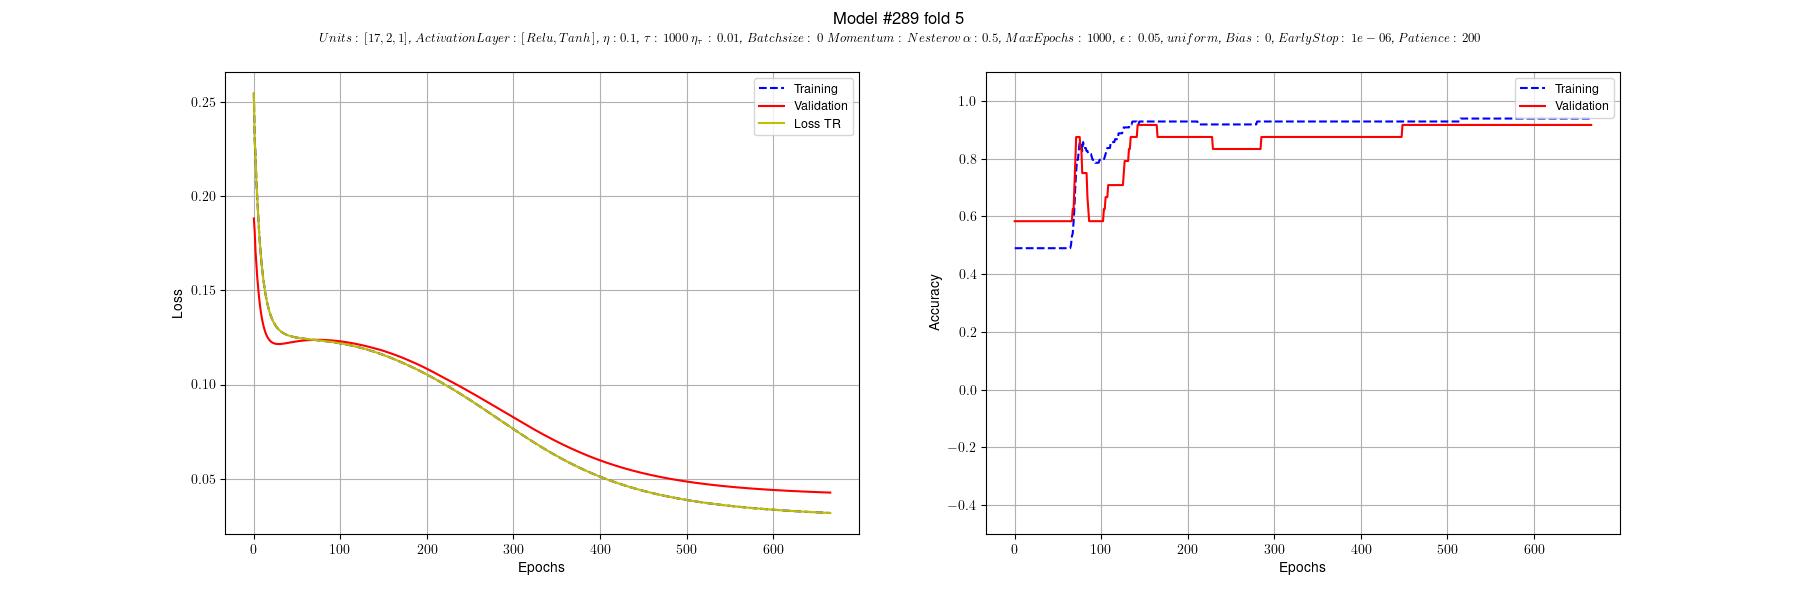 Model #289 fold 5
Units : [17, 2, 1], ActivationLayer : [Relu, Tanh], η : 0.1, τ : 1000 ητ : 0.01, Batchsize : 0 Momentum : Nesterov α : 0.5, MaxEpochs : 1000, ϵ : 0.05, uniform, Bias : 0, EarlyStop : 1e − 06, Patience : 200
Training
Validation
Loss TR
0.25
0.20
0.15
0.10
0.05
Loss
0 100 200 300 400 500 600
Epochs
Training
Validation
1.0
0.8
0.6
0.4
0.2
0.0
−0.2
−0.4
Accuracy
0 100 200 300 400 500 600
Epochs